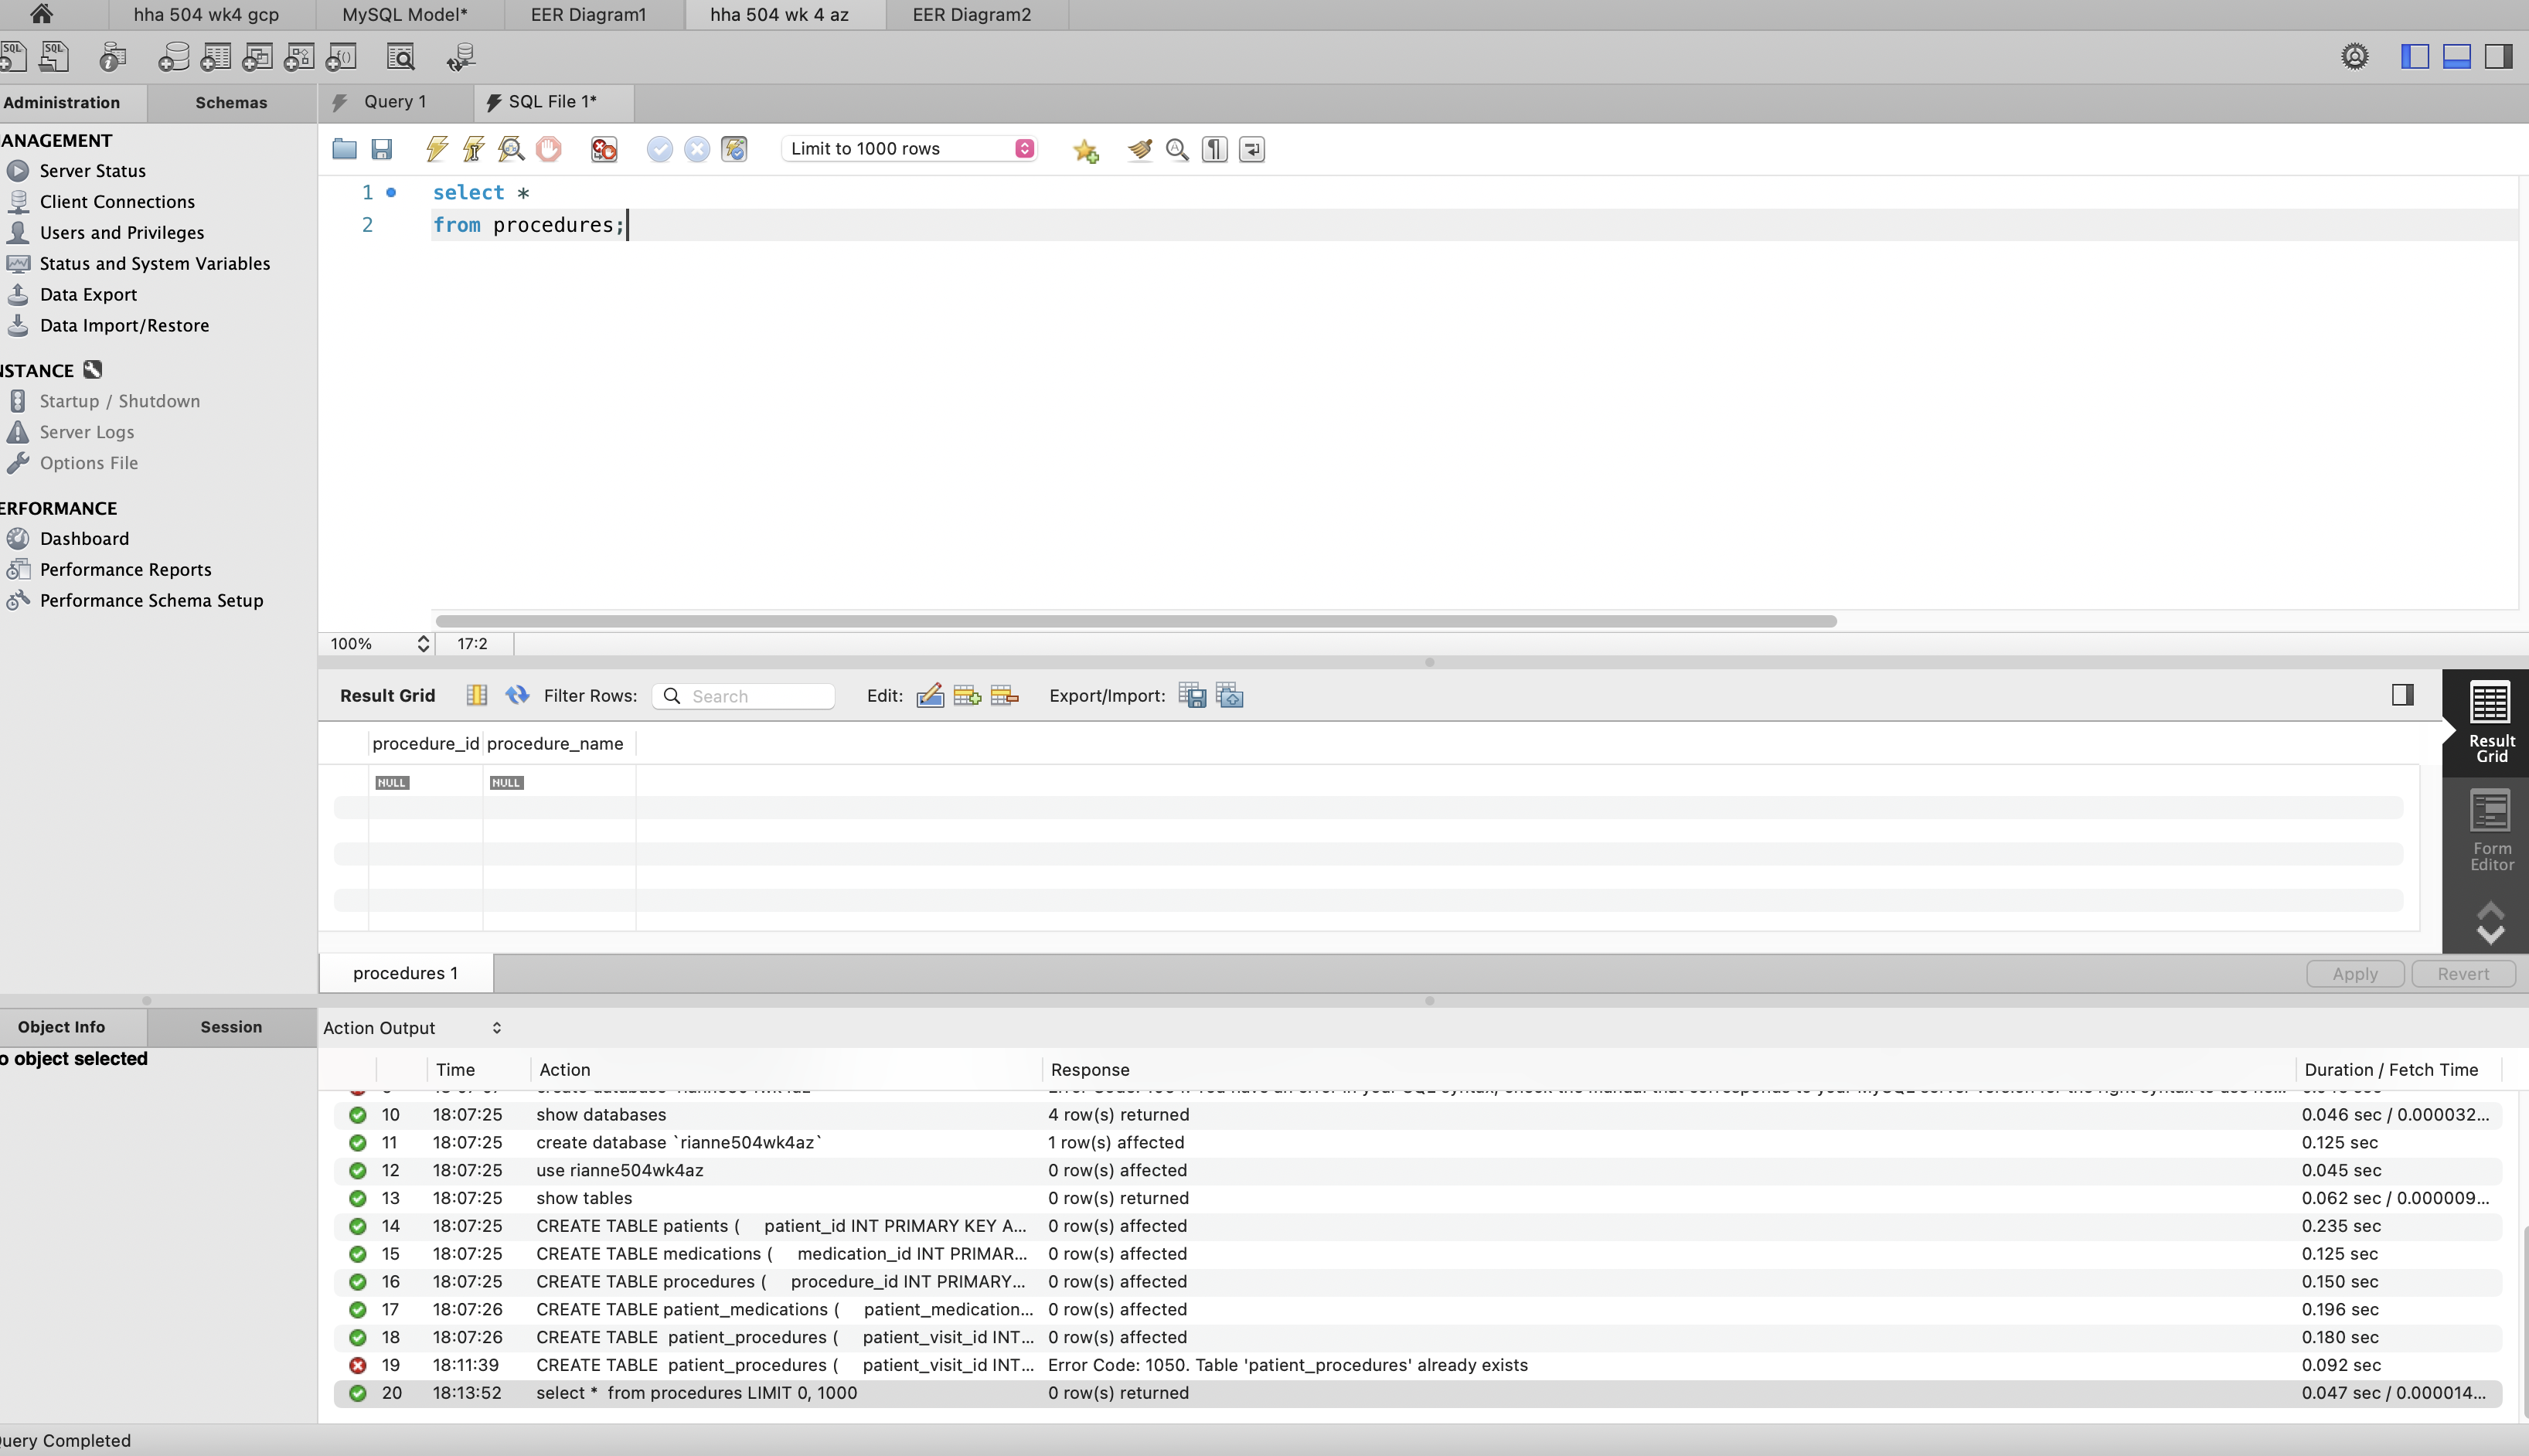 hha 504 wk4 gcp MySQL Model* EER Diagram1 hha 504 wk 4 az EER Diagram2
SQL SQL
Administration Schemas Query 1 SQL File 1*
ANAGEMENT
Server Status
Client Connections
Users and Privileges
Status and System Variables
Data Export
Data Import/Restore
NSTANCE
Startup / Shutdown
Server Logs
Options File
ERFORMANCE
Dashboard
Performance Reports
Performance Schema Setup
Limit to 1000 rows
1 select *
2 from procedures;
100% 17:2
Result Grid Filter Rows: Search Edit: Export/Import:
procedure_id procedure_name
NULL NULL
Result
Grid
Form
Editor
procedures 1 Apply Revert
Object Info Session
o object selected
Action Output
Time Action Response Duration / Fetch Time
10 18:07:25 show databases 4 row(s) returned 0.046 sec / 0.000032...
11 18:07:25 create database `rianne504wk4az` 1 row(s) affected 0.125 sec
12 18:07:25 use rianne504wk4az 0 row(s) affected 0.045 sec
13 18:07:25 show tables 0 row(s) returned 0.062 sec / 0.000009...
14 18:07:25 CREATE TABLE patients ( patient_id INT PRIMARY KEY A... 0 row(s) affected 0.235 sec
15 18:07:25 CREATE TABLE medications ( medication_id INT PRIMAR... 0 row(s) affected 0.125 sec
16 18:07:25 CREATE TABLE procedures ( procedure_id INT PRIMARY... 0 row(s) affected 0.150 sec
17 18:07:26 CREATE TABLE patient_medications ( patient_medication... 0 row(s) affected 0.196 sec
18 18:07:26 CREATE TABLE patient_procedures ( patient_visit_id INT... 0 row(s) affected 0.180 sec
19 18:11:39 CREATE TABLE patient_procedures ( patient_visit_id INT... Error Code: 1050. Table 'patient_procedures' already exists 0.092 sec
20 18:13:52 select * from procedures LIMIT 0, 1000 0 row(s) returned 0.047 sec / 0.000014...
uery Completed